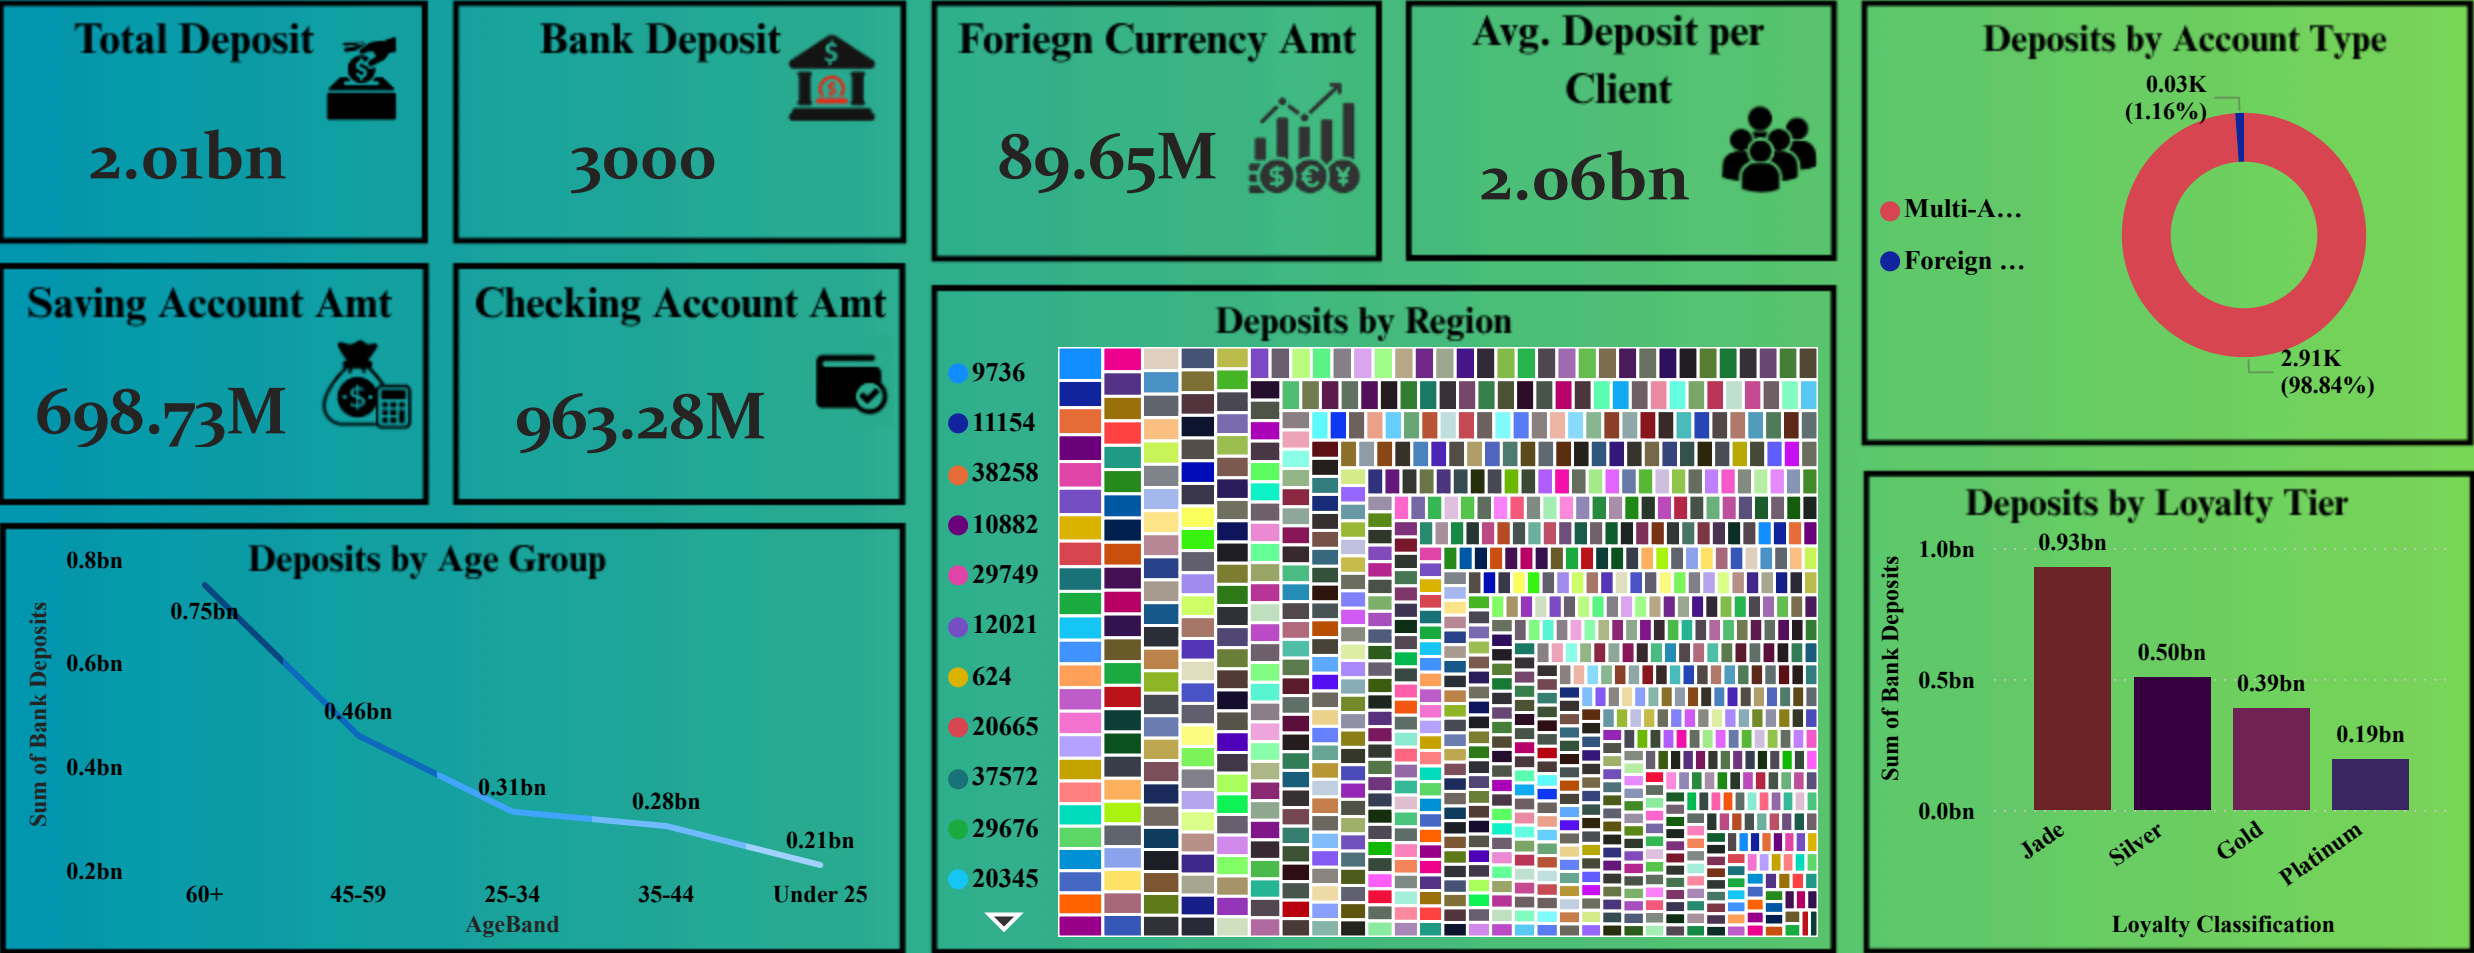 Total Deposit
2.01bn
Bank Deposit
3000
Foriegn Currency Amt
89.65M
Avg. Deposit per
Client
2.06bn
Deposits by Account Type
0.03K
(1.16%)
Multi-A...
Foreign ...
2.91K
(98.84%)
Saving Account Amt
698.73M
Checking Account Amt
963.28M
Deposits by Region
9736
11154
38258
10882
29749
12021
624
20665
37572
29676
20345
Deposits by Age Group
Sum of Bank Deposits
0.8bn
0.6bn
0.4bn
0.2bn
0.75bn
0.46bn
0.31bn
0.28bn
0.21bn
60+
45-59
25-34
35-44
Under 25
AgeBand
Deposits by Loyalty Tier
Sum of Bank Deposits
1.0bn
0.5bn
0.0bn
0.93bn
0.50bn
0.39bn
0.19bn
Jade
Silver
Gold
Platinum
Loyalty Classification